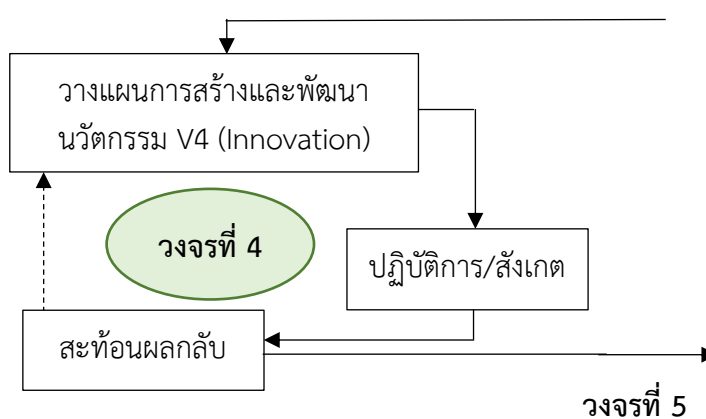 วางแผนการสร้างและพัฒนา
นวัตกรรม V4 (Innovation)
วงจรที่ 4
ปฏิบัติการ/สังเกต
สะท้อนผลกลับ
วงจรที่ 5